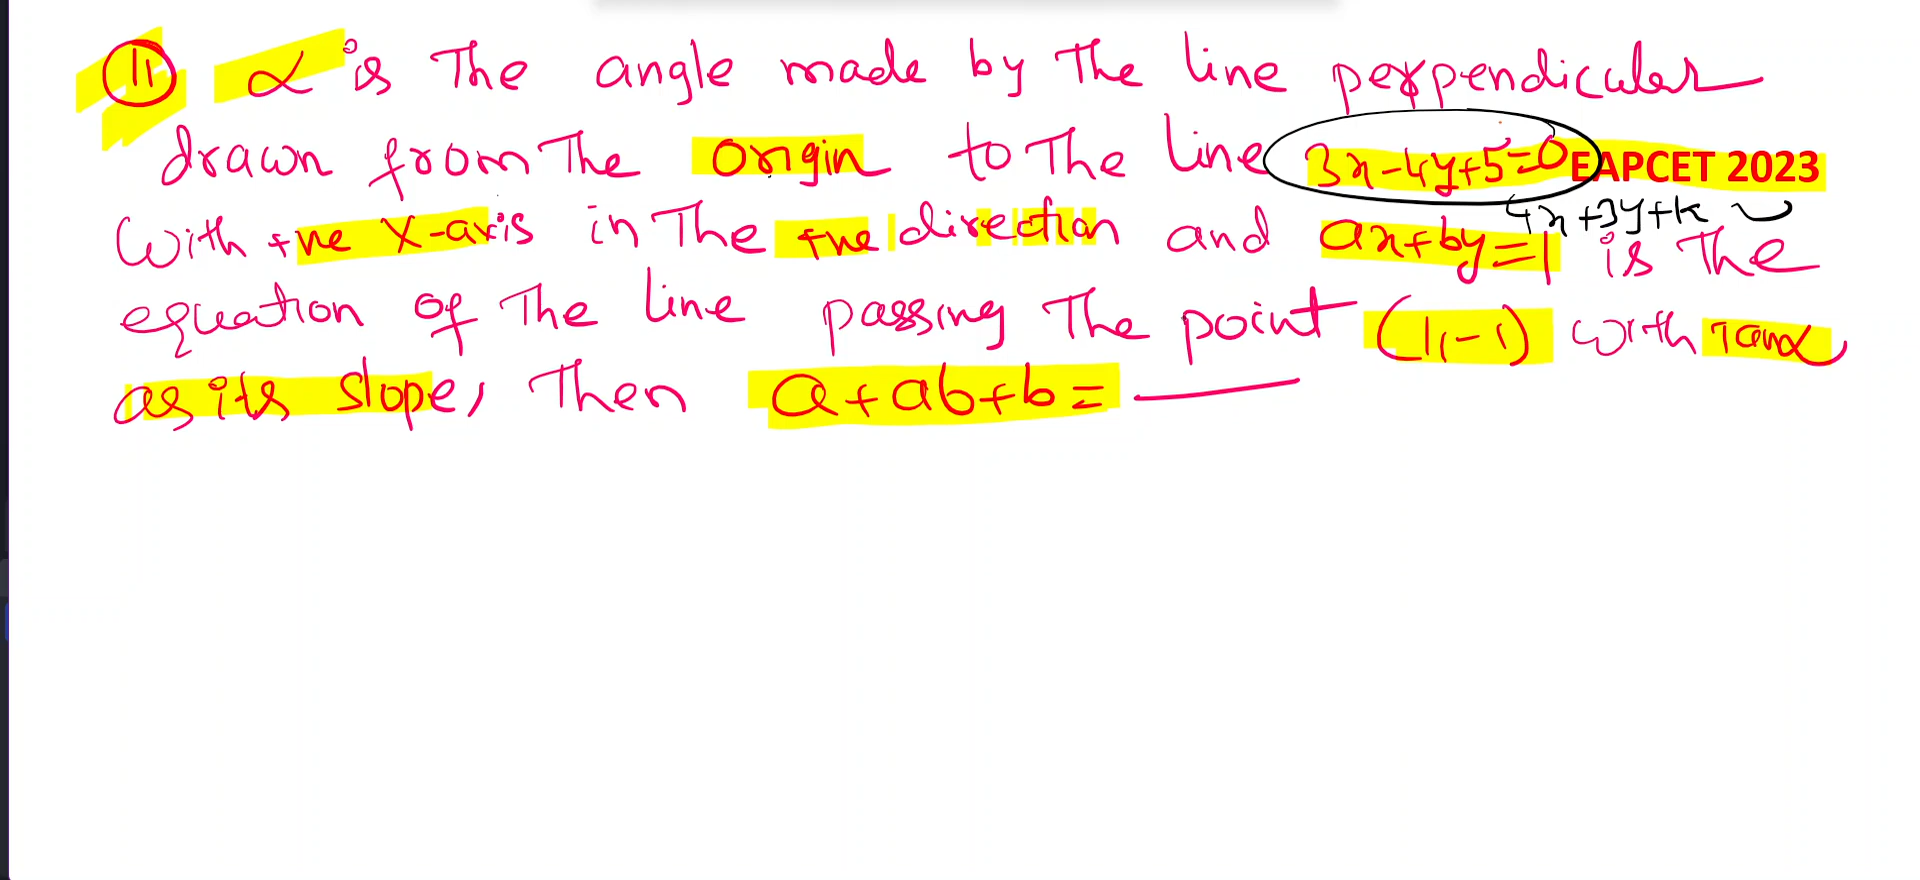 11 α is The angle made by The line perpendicular
drawn from The origin to The line 3x-4y+5=0 EAPCET 2023
4x+3y+k
With +ve X-axis in The +ve direction and ax+by=1 is The
equation of The line passing The point (1,-1) with Tanα
as its slope, Then a+ab+b=